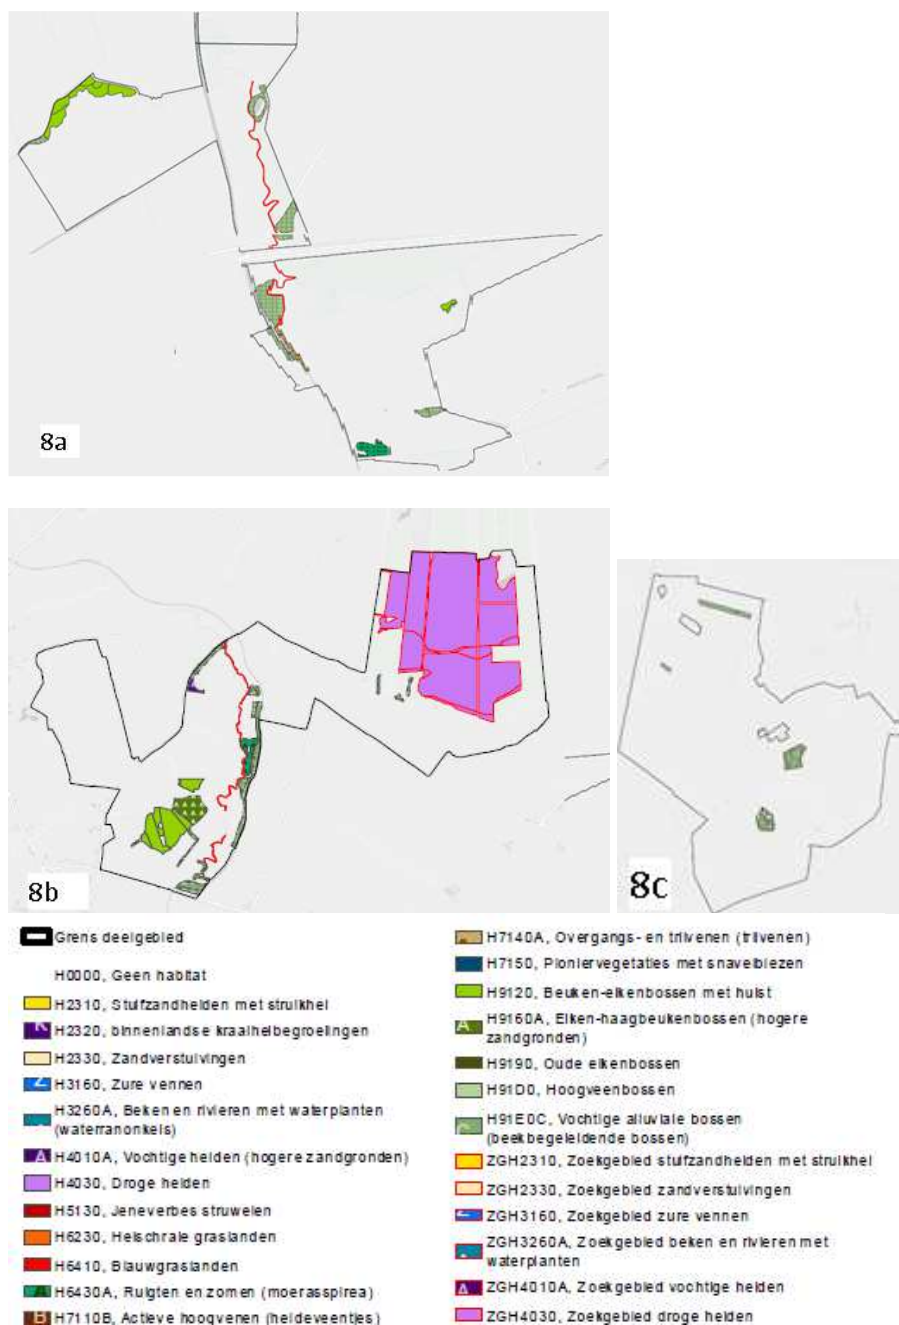 8a
8b
8c
Grens deelgebied
H0000, Geen habitat
H2310, Stuifzandheiden met struikhei
H2320, binnenlandse kraaiheibegroeiingen
H2330, Zandverstuivingen
H3160, Zure vennen
H3260A, Beken en rivieren met waterplanten
(waterranonkels)
H4010A, Vochtige heiden (hogere zandgronden)
H4030, Droge heiden
H5130, Jeneverbes struwelen
H6230, Heischrale graslanden
H6410, Blauwgraslanden
H6430A, Ruigten en zomen (moerasspirea)
H7110B, Actieve hoogvenen (heideveentjes)
H7140A, Overgangs- en trilvenen (trilvenen)
H7150, Pioniervegetaties met snavelbiezen
H9120, Beuken-eikenbossen met hulst
H9160A, Eiken-haagbeukenbossen (hogere
zandgronden)
H9190, Oude eikenbossen
H91D0, Hoogveenbossen
H91E0C, Vochtige alluviale bossen
(beekbegeleidende bossen)
ZGH2310, Zoekgebied stuifzandheiden met struikhei
ZGH2330, Zoekgebied zandverstuivingen
ZGH3160, Zoekgebied zure vennen
ZGH3260A, Zoekgebied beken en rivieren met
waterplanten
ZGH4010A, Zoekgebied vochtige heiden
ZGH4030, Zoekgebied droge heiden